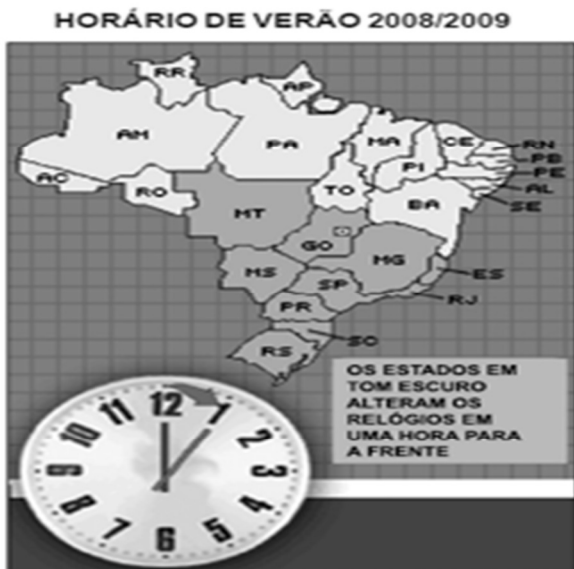 HORÁRIO DE VERÃO 2008/2009
RR
AP
AM
PA
MA
CE
RN
PB
PI
PE
AC
AL
RO
TO
SE
BA
MT
GO
MG
MS
ES
SP
RJ
PR
SC
RS
OS ESTADOS EM
TOM ESCURO
ALTERAM OS
RELÓGIOS EM
UMA HORA PARA
A FRENTE
12
1
2
3
4
5
6
7
8
9
10
11